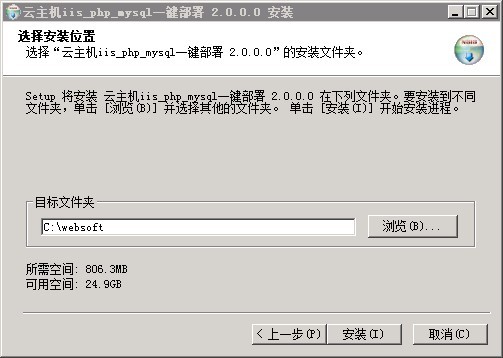 云主机iis_php_mysql一键部署 2.0.0.0 安装
选择安装位置
选择“云主机iis_php_mysql一键部署 2.0.0.0”的安装文件夹。
Setup 将安装 云主机iis_php_mysql一键部署 2.0.0.0 在下列文件夹。要安装到不同
文件夹，单击 [浏览(B)] 并选择其他的文件夹。 单击 [安装(I)] 开始安装进程。
目标文件夹
C:\websoft
浏览(B)...
所需空间: 806.3MB
可用空间: 24.9GB
< 上一步(P)
安装(I)
取消(C)